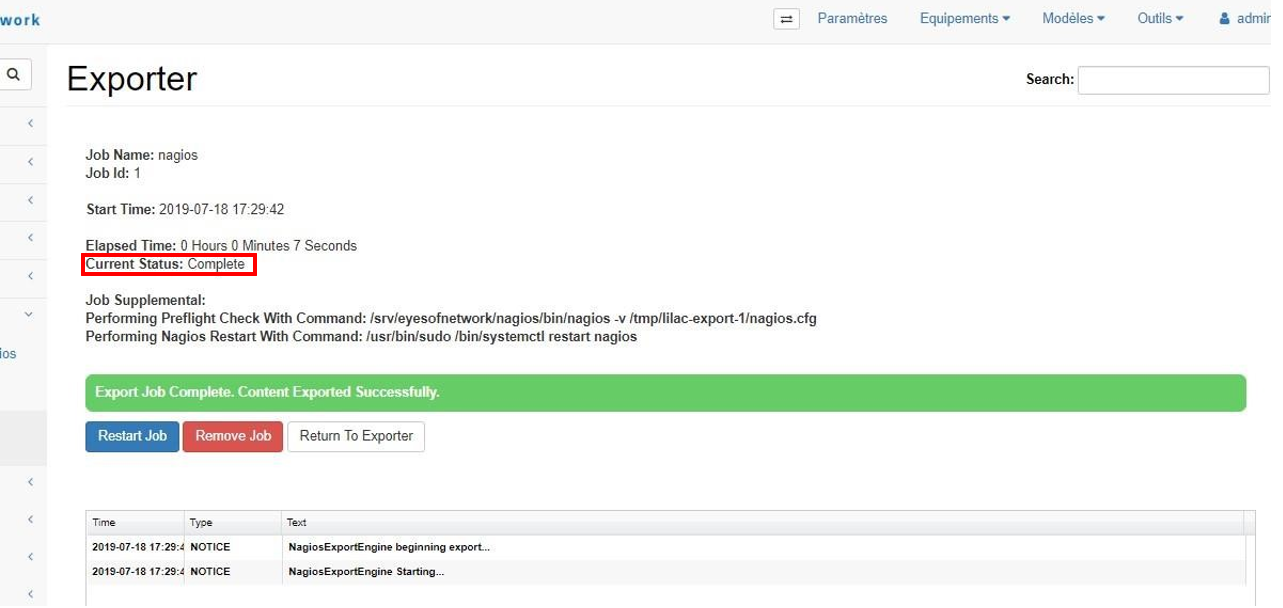 work
Paramètres Equipements Modèles Outils admin
Exporter
Search:
Job Name: nagios
Job Id: 1
Start Time: 2019-07-18 17:29:42
Elapsed Time: 0 Hours 0 Minutes 7 Seconds
Current Status: Complete
Job Supplemental:
Performing Preflight Check With Command: /srv/eyesofnetwork/nagios/bin/nagios -v /tmp/lilac-export-1/nagios.cfg
Performing Nagios Restart With Command: /usr/bin/sudo /bin/systemctl restart nagios
ios
Export Job Complete. Content Exported Successfully.
Restart Job Remove Job Return To Exporter
Time Type Text
2019-07-18 17:29:4 NOTICE NagiosExportEngine beginning export...
2019-07-18 17:29:4 NOTICE NagiosExportEngine Starting...